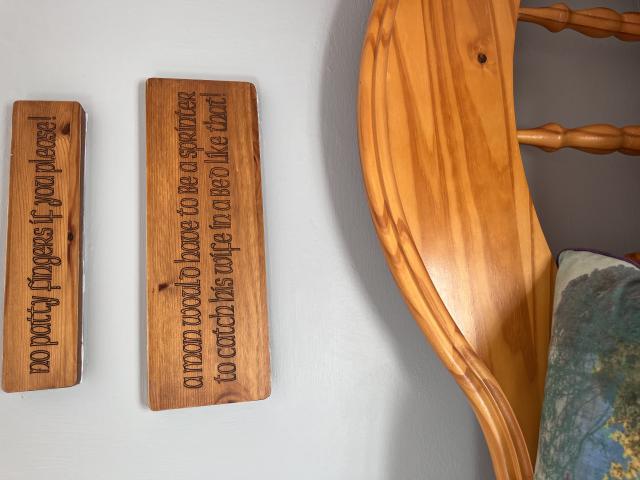 no patty fingers if you please!
a man would have to be a sprinter
to catch his wife in a bed like that!